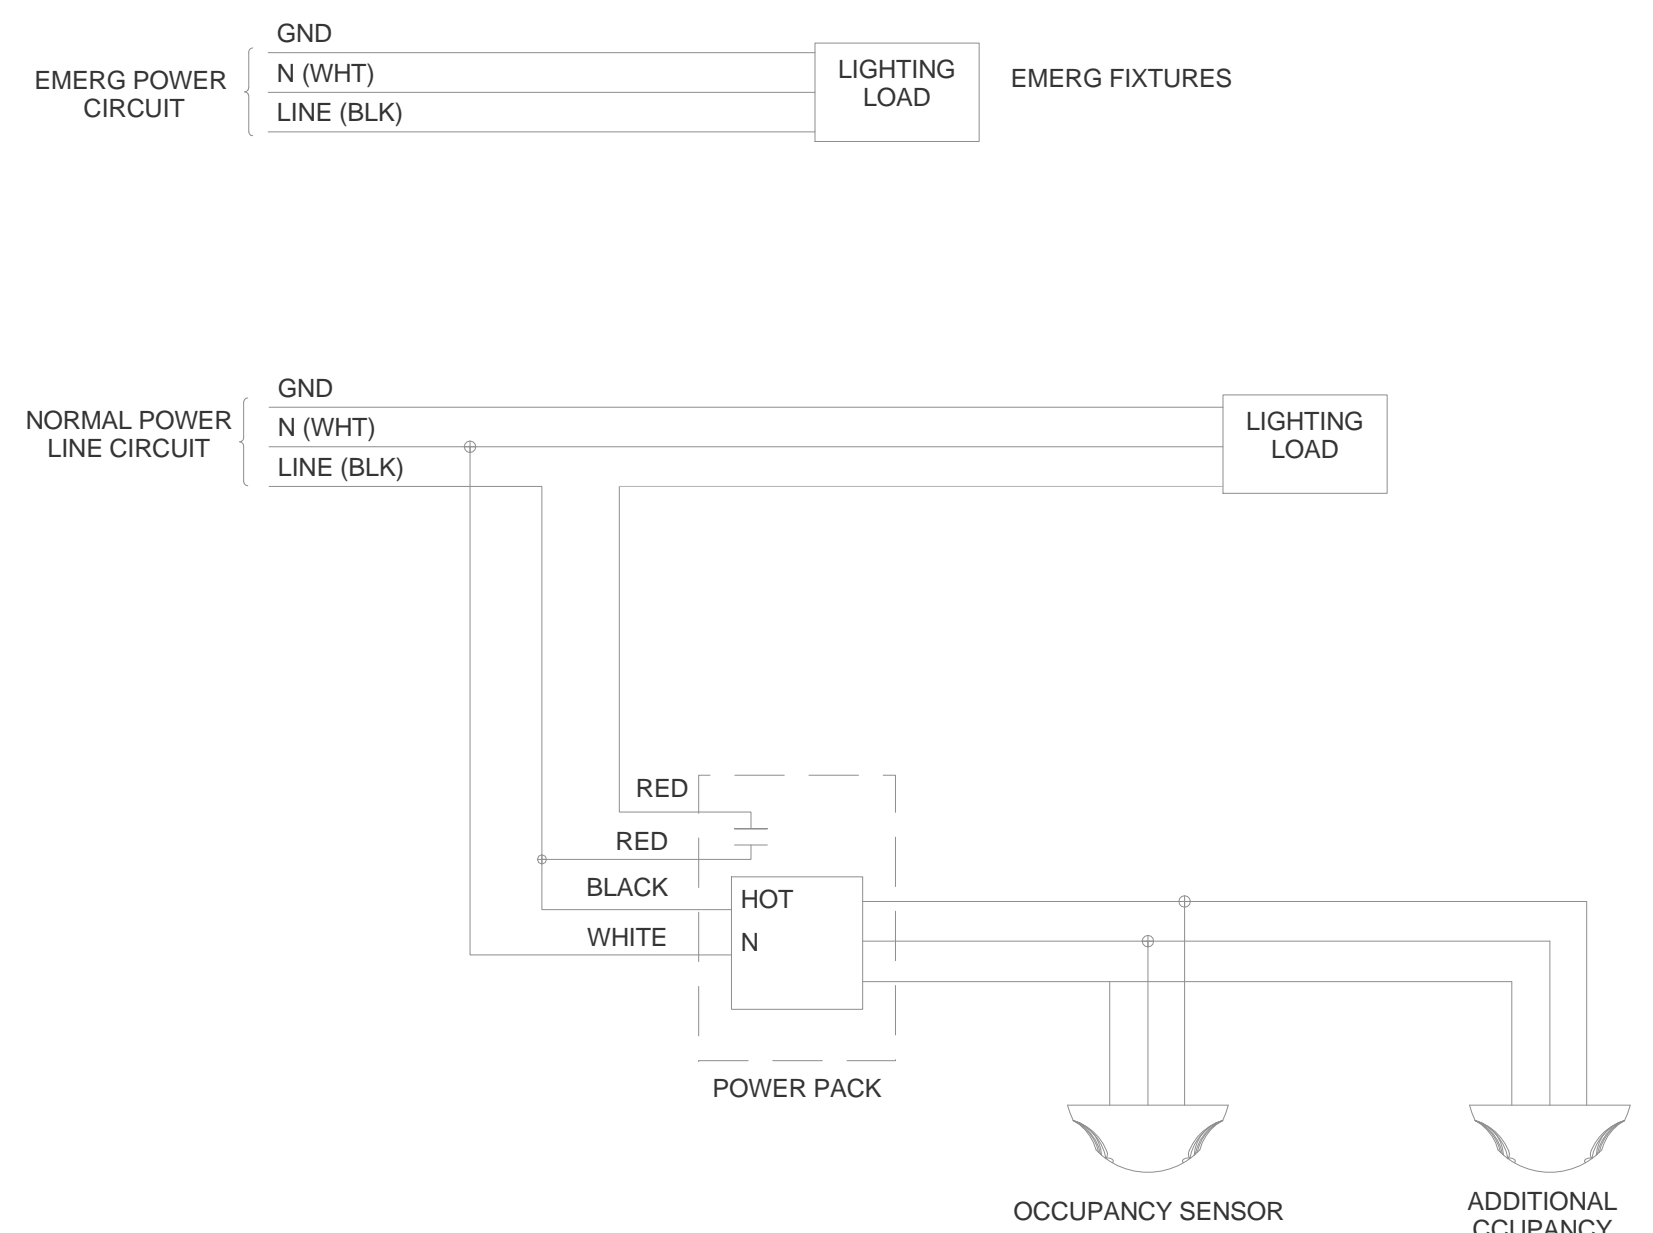 GND
EMERG POWER
CIRCUIT
N (WHT)
LINE (BLK)
LIGHTING
LOAD
EMERG FIXTURES
GND
NORMAL POWER
LINE CIRCUIT
N (WHT)
LINE (BLK)
LIGHTING
LOAD
RED
RED
BLACK
WHITE
HOT
N
POWER PACK
OCCUPANCY SENSOR
ADDITIONAL
CCUPANCY